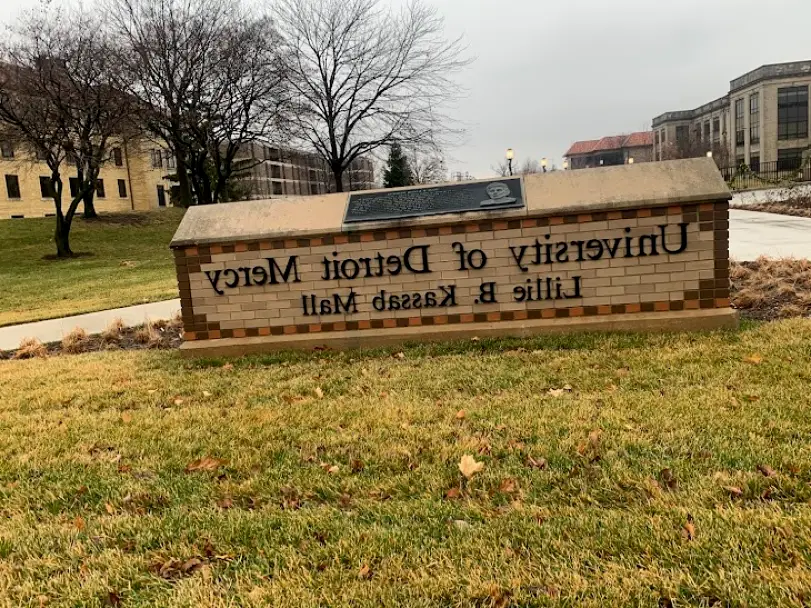 University of Detroit Mercy
Lillie B. Kassab Mall